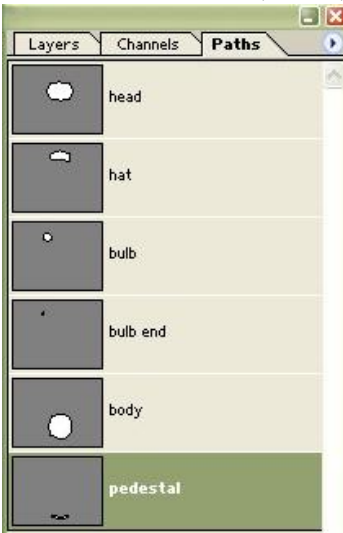 Layers Channels Paths
head
hat
bulb
bulb end
body
pedestal